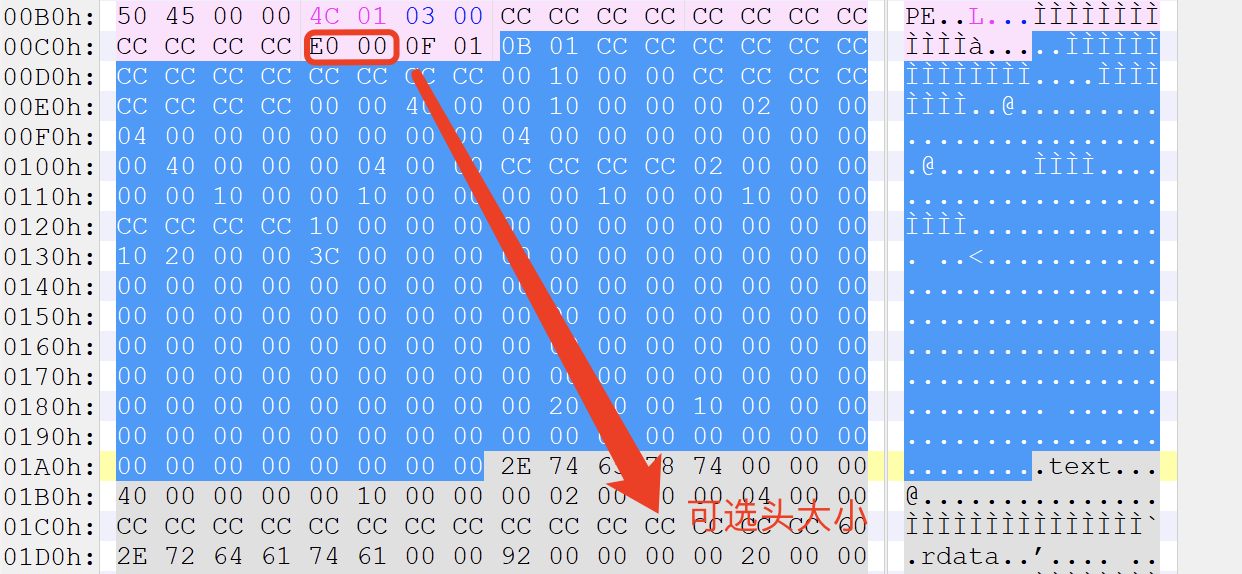 00B0h: 50 45 00 00 4C 01 03 00 CC CC CC CC CC CC CC CC PE..L...ÌÌÌÌÌÌÌÌ
00C0h: CC CC CC CC E0 00 0F 01 0B 01 CC CC CC CC CC CC ÌÌÌÌà.....ÌÌÌÌÌÌ
00D0h: CC CC CC CC CC CC CC CC 00 10 00 00 CC CC CC CC ÌÌÌÌÌÌÌÌ....ÌÌÌÌ
00E0h: CC CC CC CC 00 00 40 00 00 10 00 00 00 02 00 00 ÌÌÌÌ..@.........
00F0h: 04 00 00 00 00 00 00 00 04 00 00 00 00 00 00 00 ................
0100h: 00 40 00 00 00 04 00 00 CC CC CC CC 02 00 00 00 .@......ÌÌÌÌ....
0110h: 00 00 10 00 00 10 00 00 00 00 10 00 00 10 00 00 ................
0120h: CC CC CC CC 10 00 00 00 00 00 00 00 00 00 00 00 ÌÌÌÌ............
0130h: 10 20 00 00 3C 00 00 00 00 00 00 00 00 00 00 00 . ..<...........
0140h: 00 00 00 00 00 00 00 00 00 00 00 00 00 00 00 00 ................
0150h: 00 00 00 00 00 00 00 00 00 00 00 00 00 00 00 00 ................
0160h: 00 00 00 00 00 00 00 00 00 00 00 00 00 00 00 00 ................
0170h: 00 00 00 00 00 00 00 00 00 00 00 00 00 00 00 00 ................
0180h: 00 00 00 00 00 00 00 00 00 20 00 00 10 00 00 00 ......... ......
0190h: 00 00 00 00 00 00 00 00 00 00 00 00 00 00 00 00 ................
01A0h: 00 00 00 00 00 00 00 00 2E 74 65 78 74 00 00 00 .........text...
01B0h: 40 00 00 00 00 10 00 00 00 02 00 00 00 04 00 00 @...............
01C0h: CC CC CC CC CC CC CC CC CC CC CC CC CC CC CC 60 ÌÌÌÌÌÌÌÌÌÌÌÌÌÌÌ`
可选头大小
01D0h: 2E 72 64 61 74 61 00 00 92 00 00 00 00 20 00 00 .rdata..’.... ..